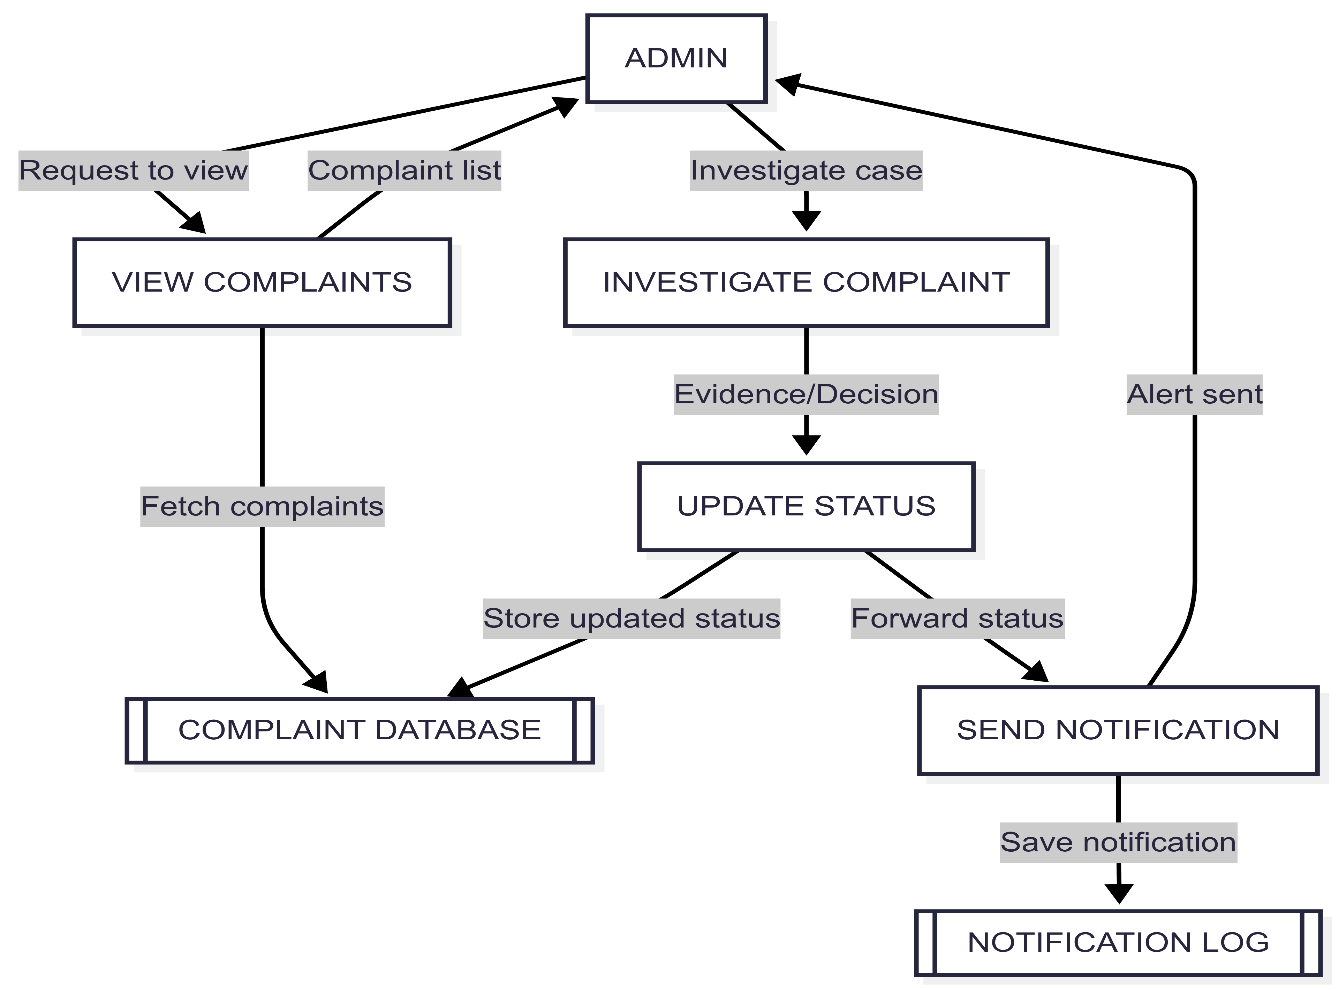 ADMIN
Request to view
Complaint list
Investigate case
VIEW COMPLAINTS
INVESTIGATE COMPLAINT
Evidence/Decision
Alert sent
Fetch complaints
UPDATE STATUS
Store updated status
Forward status
COMPLAINT DATABASE
SEND NOTIFICATION
Save notification
NOTIFICATION LOG